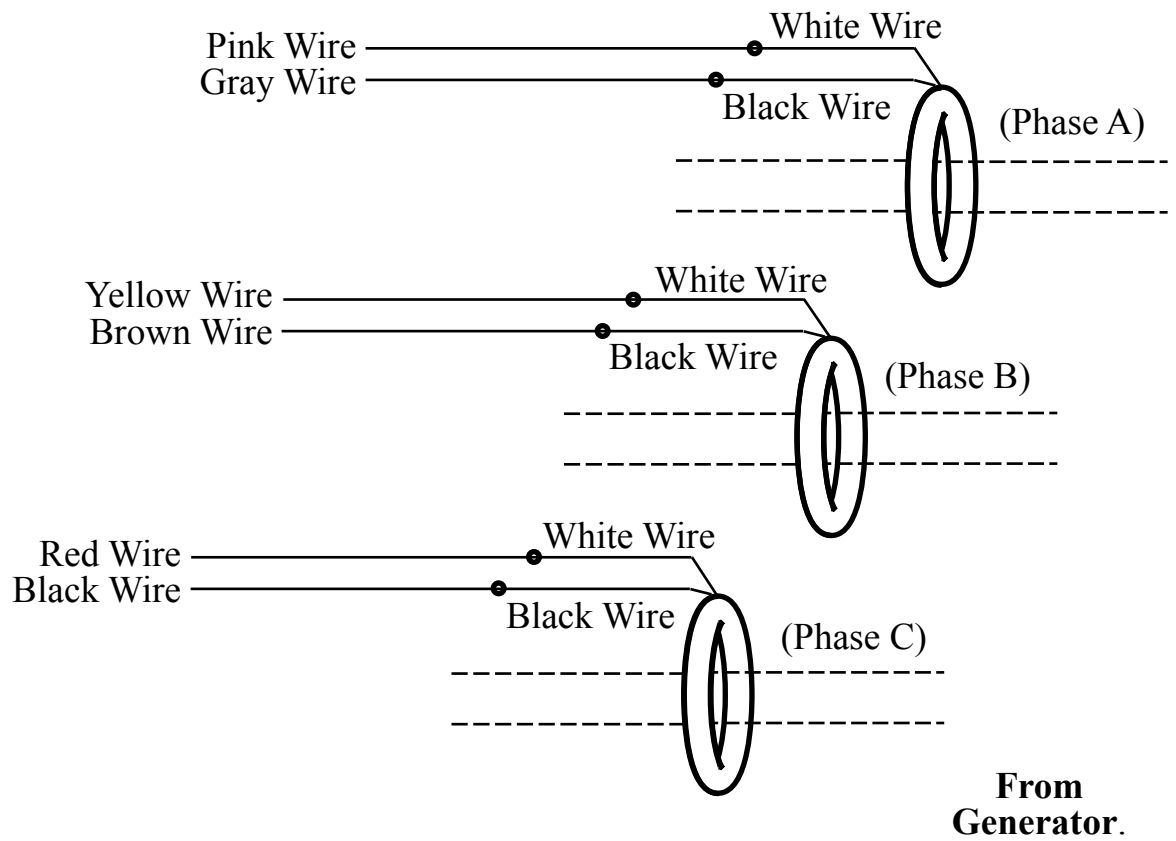 Pink Wire
White Wire
Gray Wire
Black Wire
(Phase A)
Yellow Wire
White Wire
Brown Wire
Black Wire
(Phase B)
Red Wire
White Wire
Black Wire
Black Wire
(Phase C)
From
Generator.